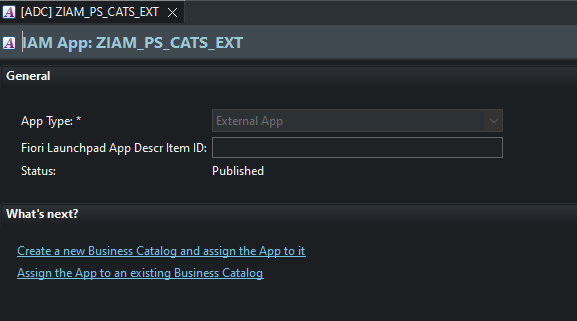 [ADC] ZIAM_PS_CATS_EXT
IAM App: ZIAM_PS_CATS_EXT
General
App Type: * External App
Fiori Launchpad App Descr Item ID:
Status: Published
What's next?
Create a new Business Catalog and assign the App to it
Assign the App to an existing Business Catalog